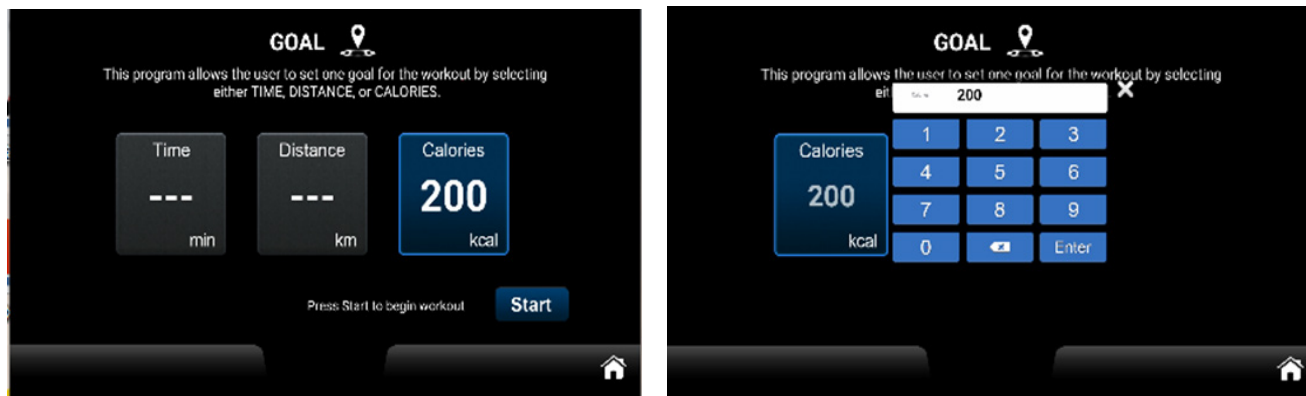 GOAL
This program allows the user to set one goal for the workout by selecting
either TIME, DISTANCE, or CALORIES.
Time
---
min
Distance
---
km
Calories
200
kcal
Press Start to begin workout
Start
GOAL
This program allows the user to set one goal for the workout by selecting
eit
200
1 2 3
4 5 6
7 8 9
0 Enter
Calories
200
kcal